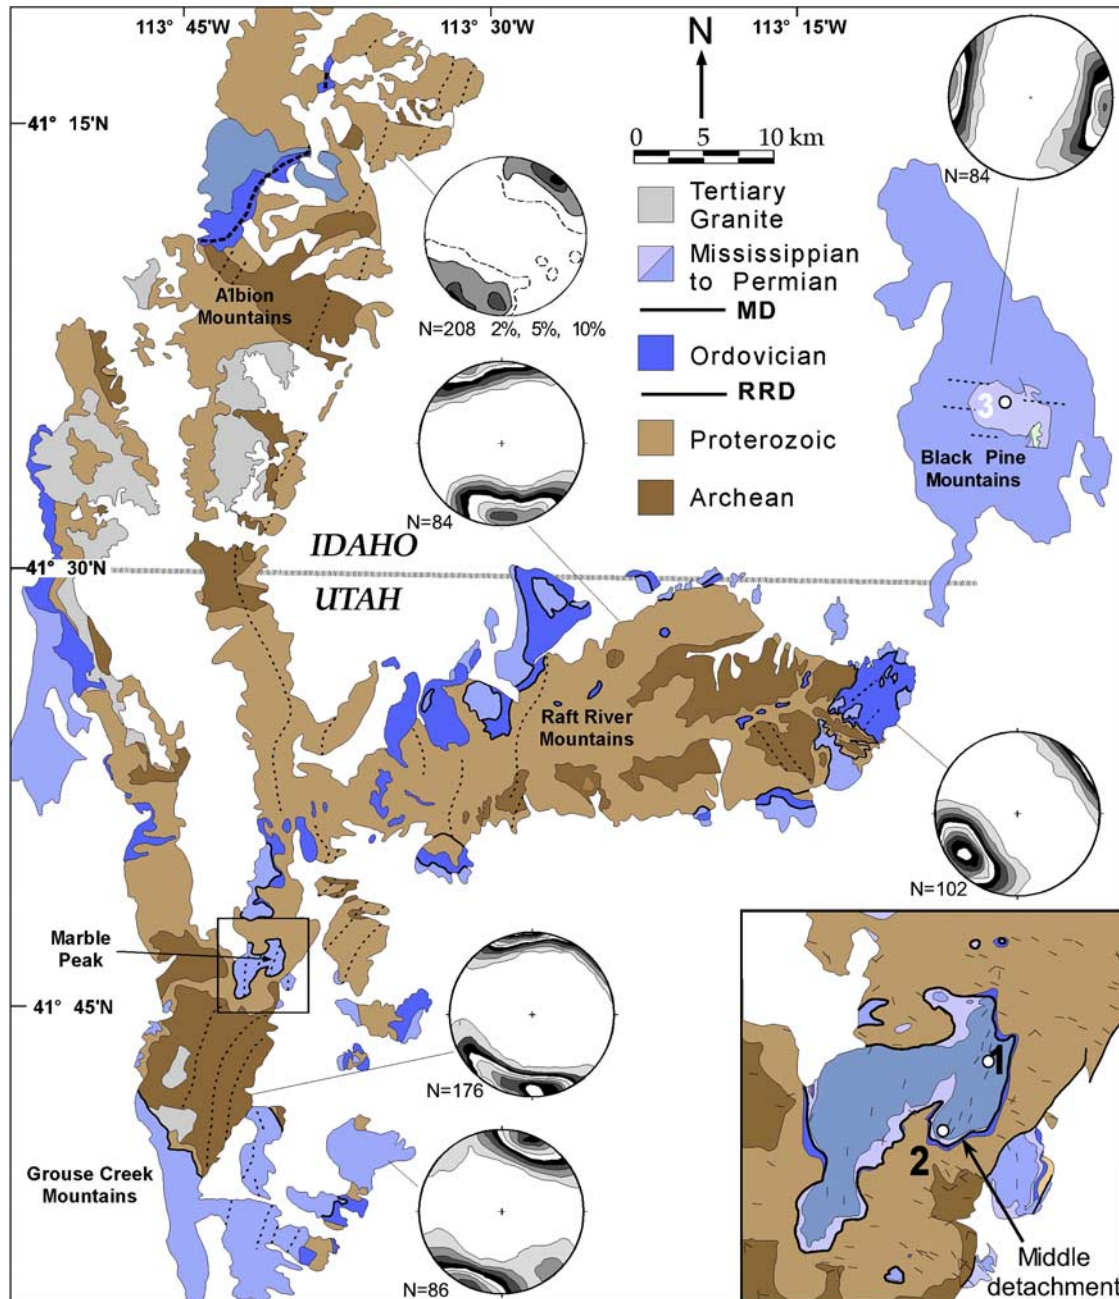 113° 45'W
113° 30'W
113° 15'W
N
41° 15'N
0 5 10 km
N=84
Tertiary
Granite
Mississippian
to Permian
MD
Ordovician
RRD
Proterozoic
Archean
Albion
Mountains
N=208 2%, 5%, 10%
3
Black Pine
Mountains
N=84
IDAHO
41° 30'N
UTAH
Raft River
Mountains
N=102
Marble
Peak
41° 45'N
N=176
1
2
Grouse Creek
Mountains
N=86
Middle
detachment